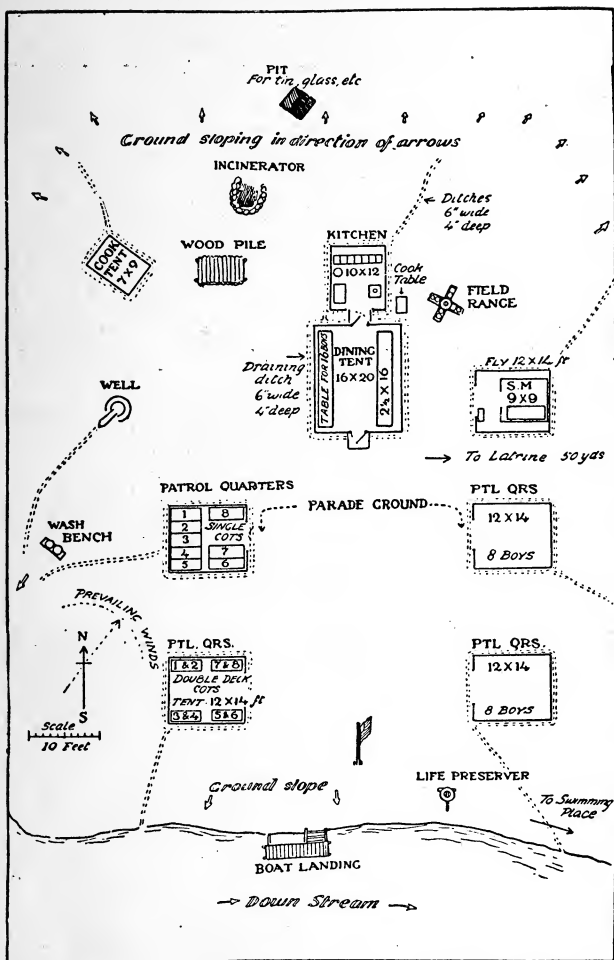 PIT
For tin, glass, etc
Ground sloping in direction of arrows
INCINERATOR
Ditches
6" wide
4" deep
KITCHEN
10X12
WOOD PILE
COOK
TENT
7X9
Cook
Table
FIELD
RANGE
Draining
ditch
6" wide
4" deep
TABLE FOR 16 BOYS
DINING
TENT
16X20
2½ X 16
FLY 12X14 ft
S.M
9X9
WELL
To Latrine 50 yds
PATROL QUARTERS
1
2
3
4
5
8
SINGLE
COTS
7
6
PARADE GROUND
PTL QRS
12X14
8 BOYS
WASH
BENCH
PREVAILING WINDS
N
S
Scale
10 Feet
PTL. QRS.
1&2 7&8
DOUBLE DECK
COTS
TENT 12X14 ft
3&4 5&6
PTL QRS.
12X14
8 BOYS
Ground slope
LIFE PRESERVER
To Swimming
Place
BOAT LANDING
Down Stream